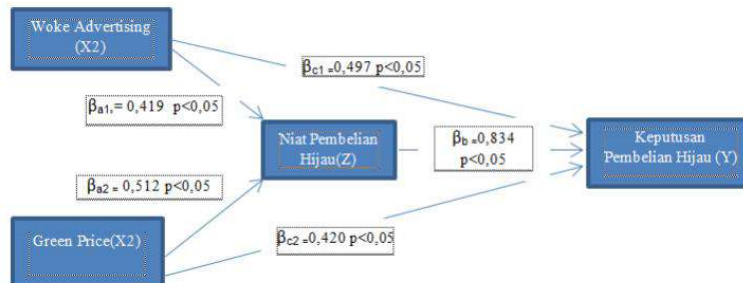 Woke Advertising
(X2)
βc1 =0,497 p<0,05
βa1,= 0,419 p<0,05
Niat Pembelian
Hijau(Z)
βb =0,834
p<0,05
Keputusan
Pembelian Hijau (Y)
βa2 = 0,512 p<0,05
Green Price(X2)
βc2 =0,420 p<0,05